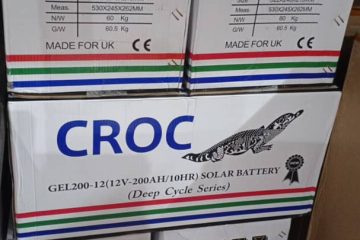 Meas. 530X245X262MM
N/W 60 Kg
G/W 60.5 Kg
MADE FOR UK CE
Meas. 530X245X262MM
N/W 60 Kg
G/W 60.5 Kg
MADE FOR UK CE
CROC
GEL200-12(12V-200AH/10HR) SOLAR BATTERY
(Deep Cycle Series)